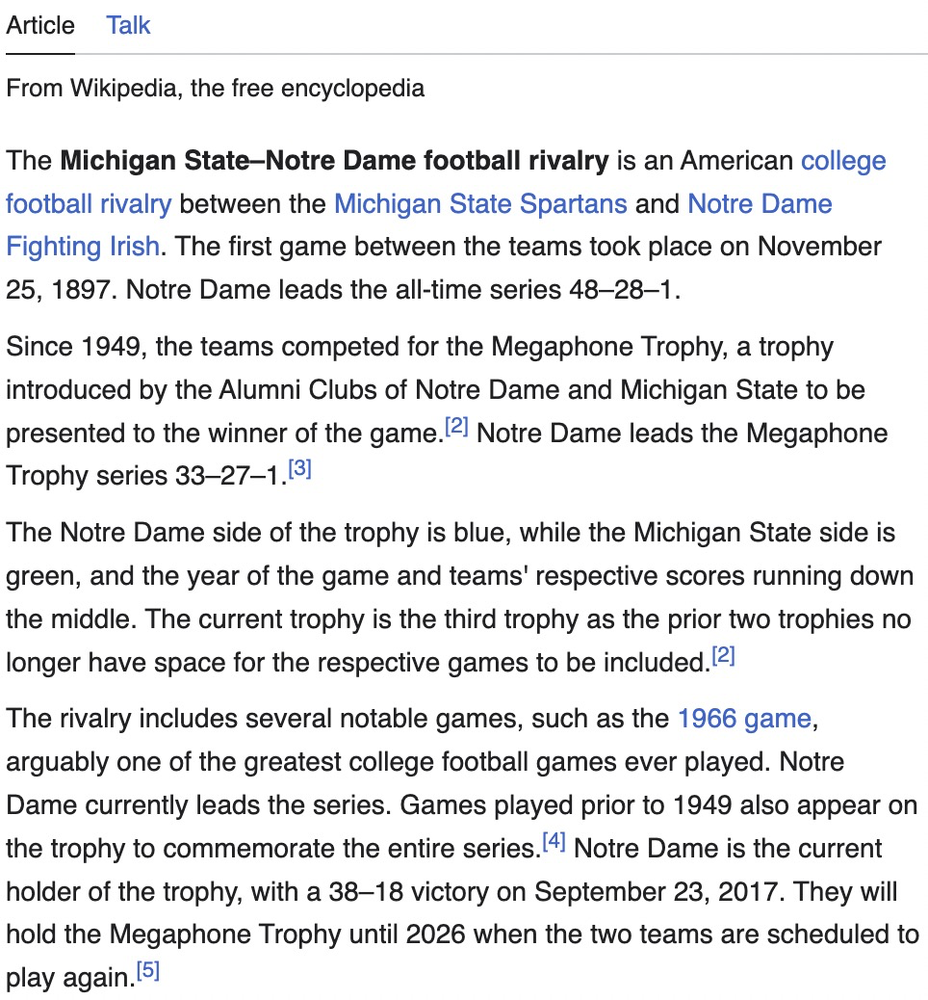 Article Talk
From Wikipedia, the free encyclopedia
The Michigan State–Notre Dame football rivalry is an American college
football rivalry between the Michigan State Spartans and Notre Dame
Fighting Irish. The first game between the teams took place on November
25, 1897. Notre Dame leads the all-time series 48–28–1.
Since 1949, the teams competed for the Megaphone Trophy, a trophy
introduced by the Alumni Clubs of Notre Dame and Michigan State to be
presented to the winner of the game.[2] Notre Dame leads the Megaphone
Trophy series 33–27–1.[3]
The Notre Dame side of the trophy is blue, while the Michigan State side is
green, and the year of the game and teams' respective scores running down
the middle. The current trophy is the third trophy as the prior two trophies no
longer have space for the respective games to be included.[2]
The rivalry includes several notable games, such as the 1966 game,
arguably one of the greatest college football games ever played. Notre
Dame currently leads the series. Games played prior to 1949 also appear on
the trophy to commemorate the entire series.[4] Notre Dame is the current
holder of the trophy, with a 38–18 victory on September 23, 2017. They will
hold the Megaphone Trophy until 2026 when the two teams are scheduled to
play again.[5]